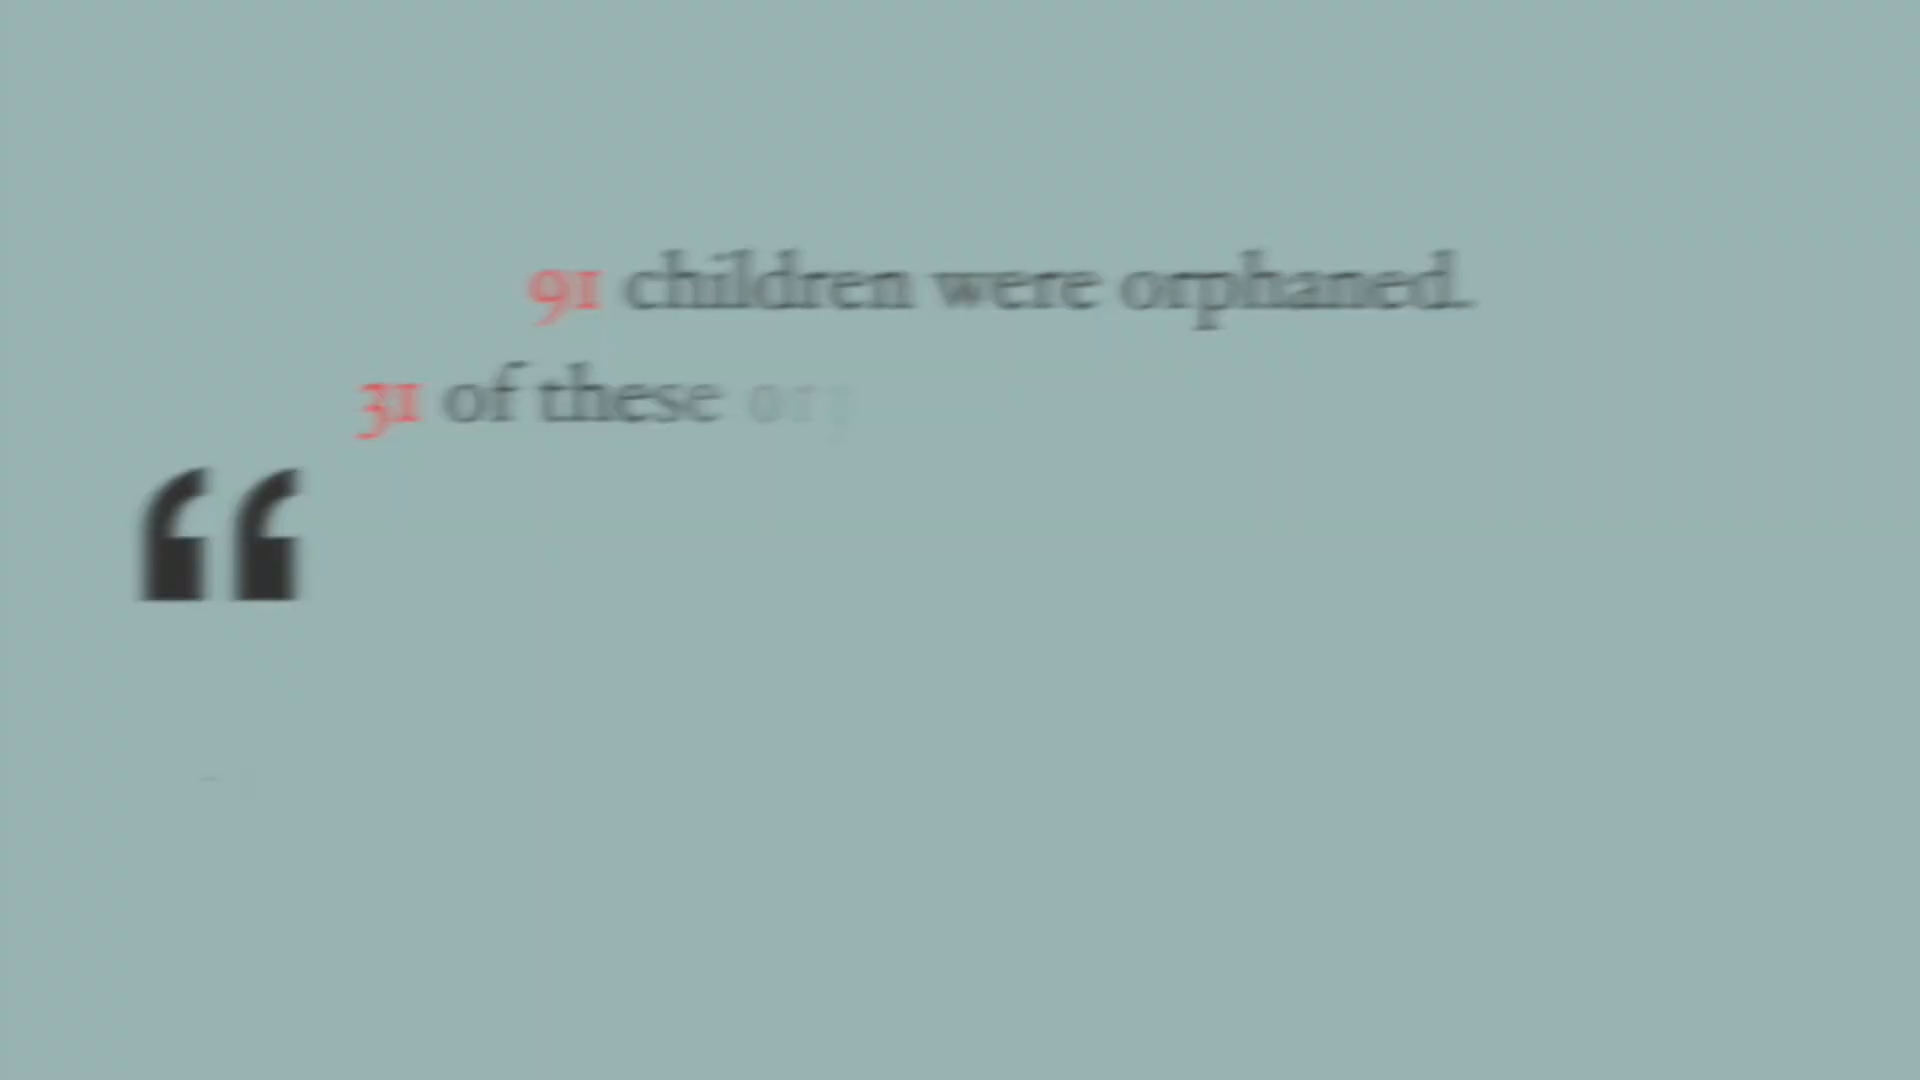 91 children were orphaned.
31 of these
“